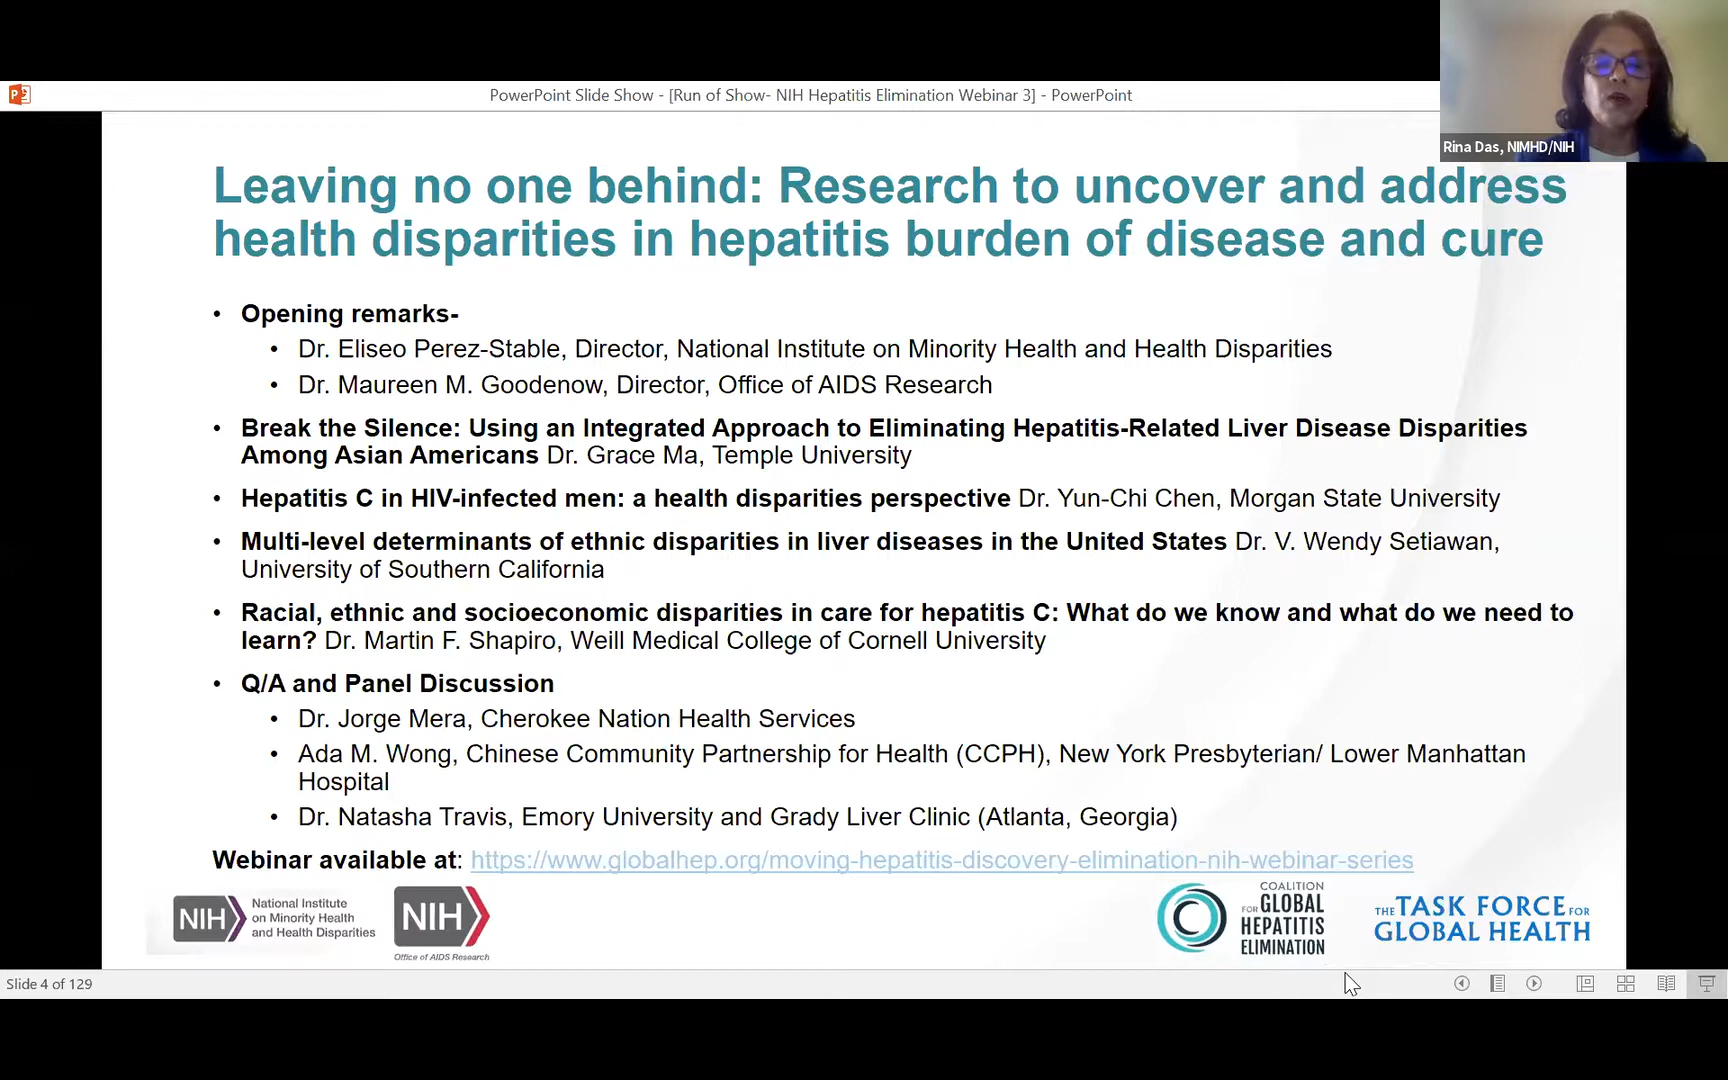 PowerPoint Slide Show - [Run of Show- NIH Hepatitis Elimination Webinar 3] - PowerPoint
Rina Das, NIMHD/NIH
Leaving no one behind: Research to uncover and address
health disparities in hepatitis burden of disease and cure
• Opening remarks-
• Dr. Eliseo Perez-Stable, Director, National Institute on Minority Health and Health Disparities
• Dr. Maureen M. Goodenow, Director, Office of AIDS Research
• Break the Silence: Using an Integrated Approach to Eliminating Hepatitis-Related Liver Disease Disparities
Among Asian Americans Dr. Grace Ma, Temple University
• Hepatitis C in HIV-infected men: a health disparities perspective Dr. Yun-Chi Chen, Morgan State University
• Multi-level determinants of ethnic disparities in liver diseases in the United States Dr. V. Wendy Setiawan,
University of Southern California
• Racial, ethnic and socioeconomic disparities in care for hepatitis C: What do we know and what do we need to
learn? Dr. Martin F. Shapiro, Weill Medical College of Cornell University
• Q/A and Panel Discussion
• Dr. Jorge Mera, Cherokee Nation Health Services
• Ada M. Wong, Chinese Community Partnership for Health (CCPH), New York Presbyterian/ Lower Manhattan
Hospital
• Dr. Natasha Travis, Emory University and Grady Liver Clinic (Atlanta, Georgia)
Webinar available at: https://www.globalhep.org/moving-hepatitis-discovery-elimination-nih-webinar-series
NIH
National Institute
on Minority Health
and Health Disparities
NIH
Office of AIDS Research
COALITION
FOR GLOBAL
HEPATITIS
ELIMINATION
THE TASK FORCE FOR
GLOBAL HEALTH
Slide 4 of 129